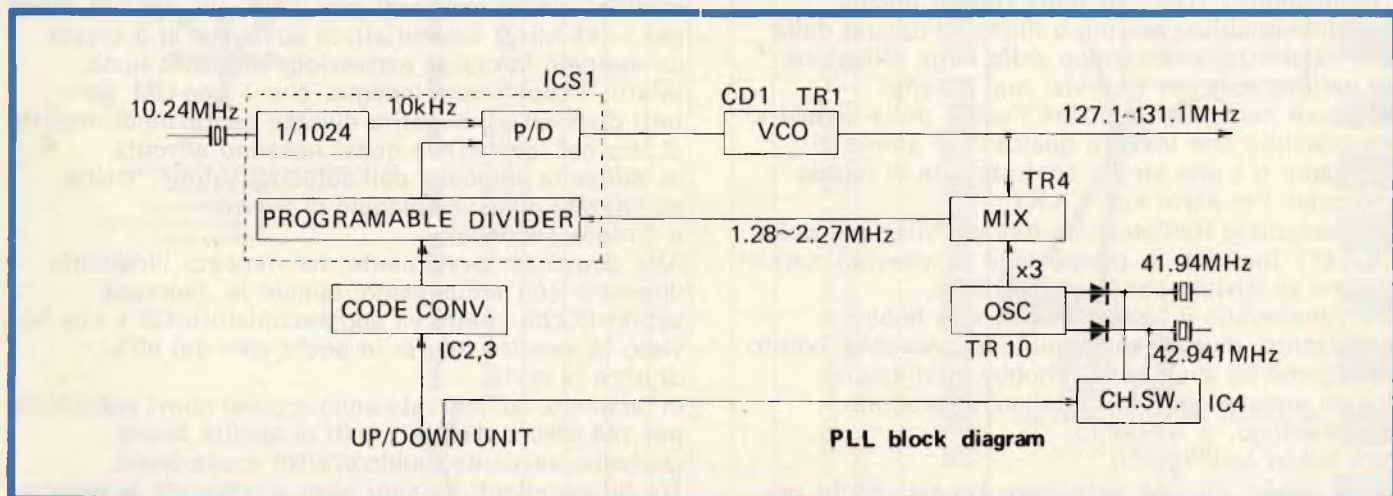 ICS1
10.24MHz
1/1024
10kHz
P/D
CD1 TR1
VCO
127.1~131.1MHz
PROGRAMABLE DIVIDER
1.28~2.27MHz
TR4
MIX
x3
CODE CONV.
IC2,3
OSC
TR 10
41.94MHz
42.941MHz
UP/DOWN UNIT
CH.SW.
IC4
PLL block diagram